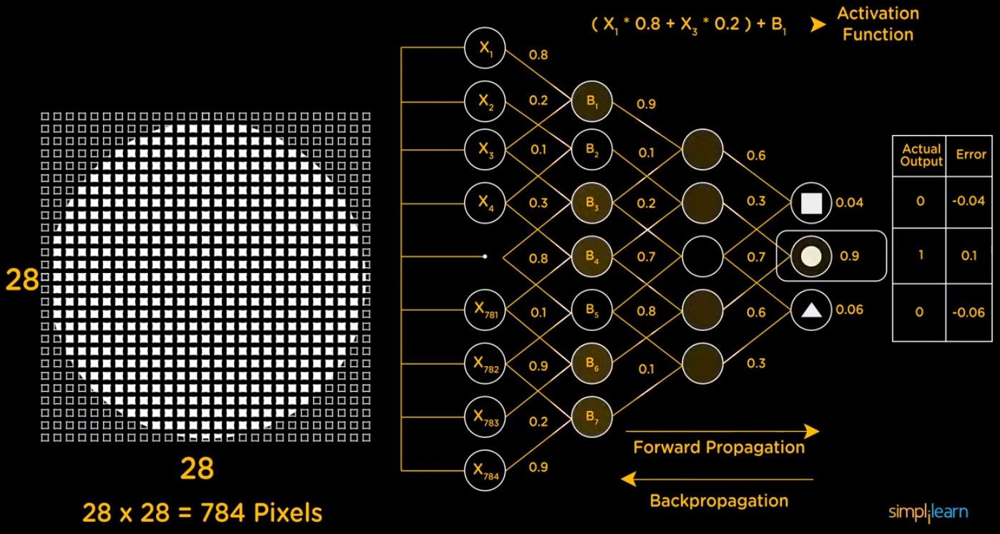 ( X₁ * 0.8 + X₃ * 0.2 ) + B₁
Activation
Function
28
28
28 x 28 = 784 Pixels
X₁
X₂
X₃
X₄
X₇₈₁
X₇₈₂
X₇₈₃
X₇₈₄
0.8
0.2
0.1
0.3
0.8
0.1
0.9
0.2
0.9
B₁
B₂
B₃
B₄
B₅
B₆
B₇
0.9
0.1
0.2
0.7
0.8
0.1
0.6
0.3
0.7
0.6
0.3
0.04
0.9
0.06
Actual Output Error
0 -0.04
1 0.1
0 -0.06
Forward Propagation
Backpropagation
simplilearn